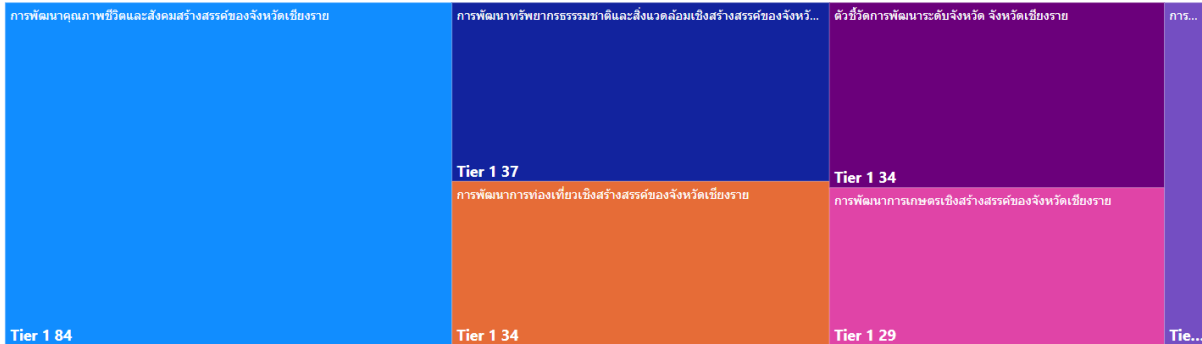 การพัฒนาคุณภาพชีวิตและสังคมสร้างสรรค์ของจังหวัดเชียงราย
Tier 1 84
การพัฒนาทรัพยากรธรรมชาติและสิ่งแวดล้อมเชิงสร้างสรรค์ของจังหวั...
Tier 1 37
การพัฒนาการท่องเที่ยวเชิงสร้างสรรค์ของจังหวัดเชียงราย
Tier 1 34
ตัวชี้วัดการพัฒนาระดับจังหวัด จังหวัดเชียงราย
Tier 1 34
การพัฒนาการเกษตรเชิงสร้างสรรค์ของจังหวัดเชียงราย
Tier 1 29
การ...
Tie...